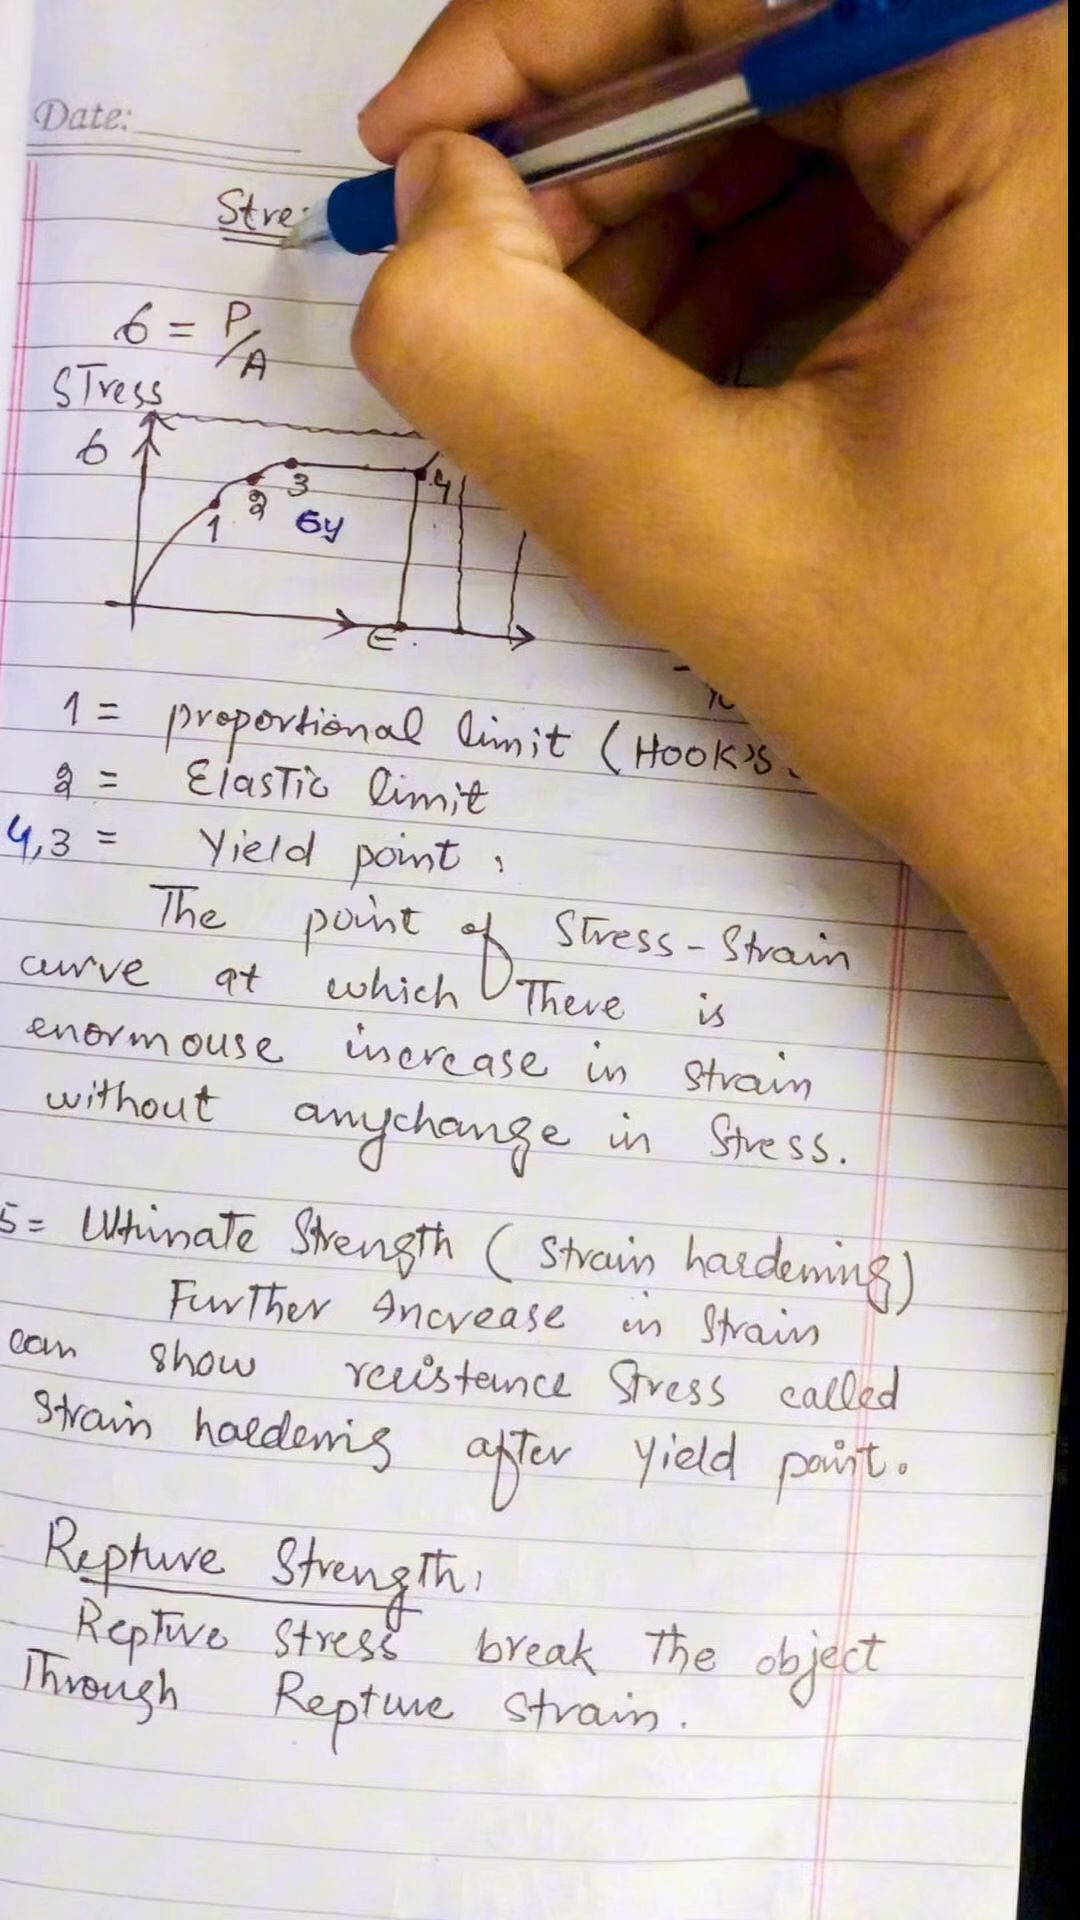 Date:
Stre
6 = P/A
STress
6
1
2
3
4
6y
E
1 = proportional limit (Hook's
2 = Elastic limit
4,3 = Yield point,
The point of Stress-Strain
curve at which There is
enormouse increase in strain
without anychange in Stress.
5 = Ultimate Strength ( Strain hardening)
Further Increase in Strain
can show resistance Stress called
Strain hardening after Yield point.
Repture Strength,
Repture Stress break The object
Through Repture Strain.